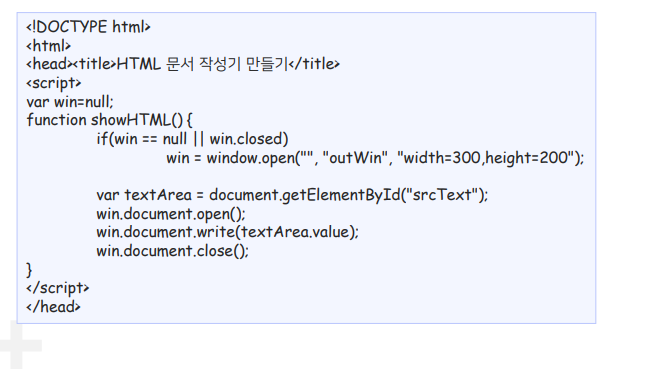 <!DOCTYPE html>
<html>
<head><title>HTML 문서 작성기 만들기</title>
<script>
var win=null;
function showHTML() {
if(win == null || win.closed)
win = window.open("", "outWin", "width=300,height=200");
var textArea = document.getElementById("srcText");
win.document.open();
win.document.write(textArea.value);
win.document.close();
}
</script>
</head>